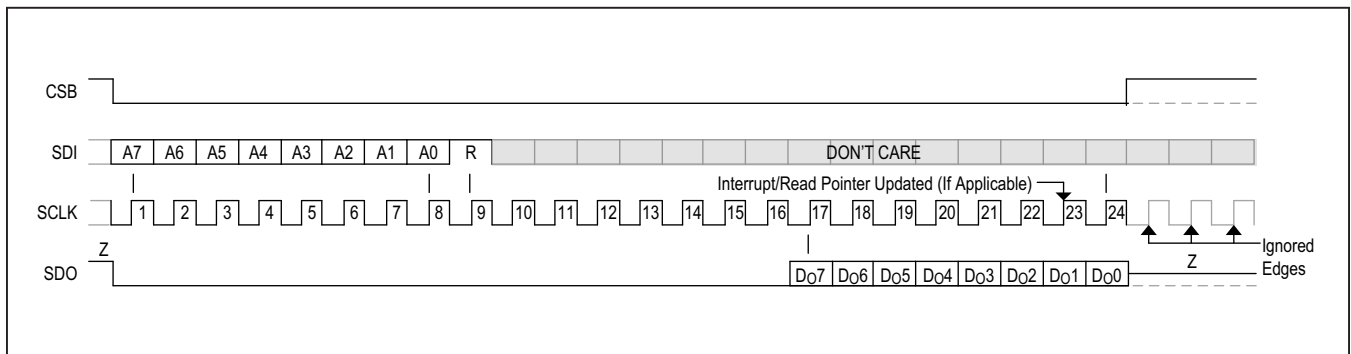 CSB
SDI A7 A6 A5 A4 A3 A2 A1 A0 R DON'T CARE
Interrupt/Read Pointer Updated (If Applicable)
SCLK 1 2 3 4 5 6 7 8 9 10 11 12 13 14 15 16 17 18 19 20 21 22 23 24
Ignored
Edges
Z
SDO DO7 DO6 DO5 DO4 DO3 DO2 DO1 DO0
Z